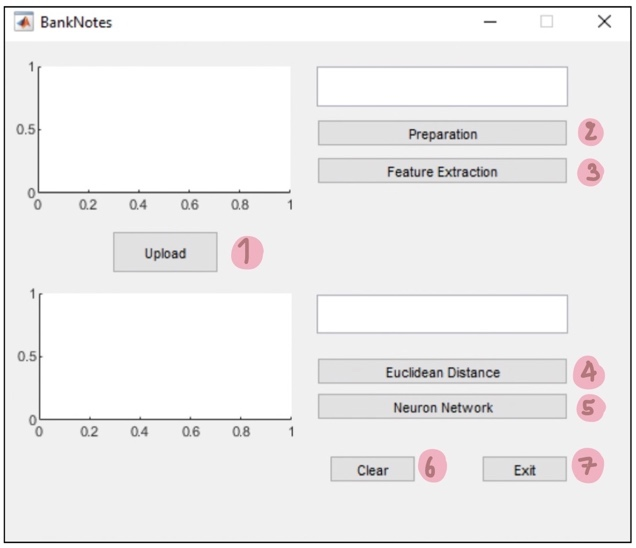 BankNotes
1
0.5
0
0 0.2 0.4 0.6 0.8 1
Preparation 2
Feature Extraction 3
Upload 1
1
0.5
0
0 0.2 0.4 0.6 0.8 1
Euclidean Distance 4
Neuron Network 5
Clear 6 Exit 7